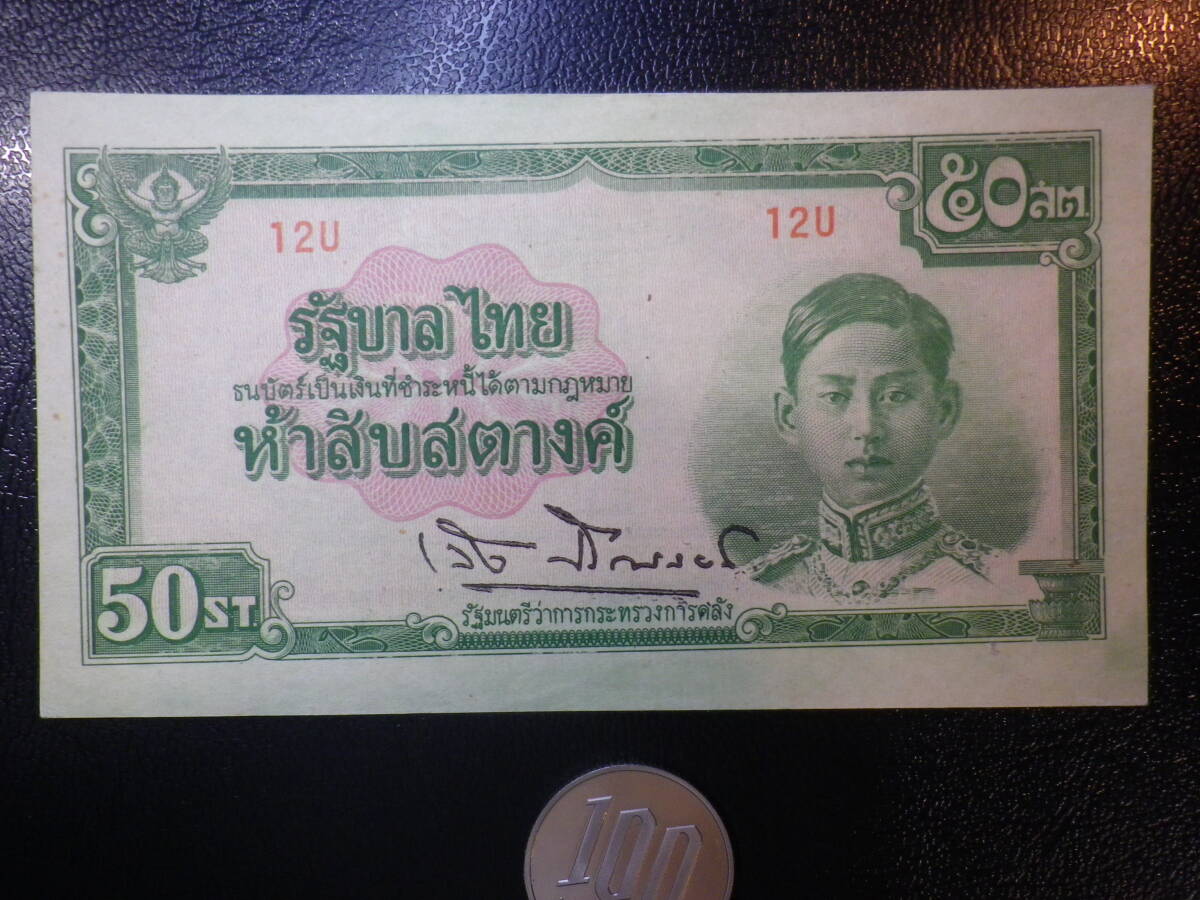 ๕๐ สต.
12U 12U
รัฐบาลไทย
ธนบัตร์เป็นเงินที่ชำระหนี้ได้ตามกฎหมาย
ห้าสิบสตางค์
รัฐมนตรีว่าการกระทรวงการคลัง
50 ST.
100